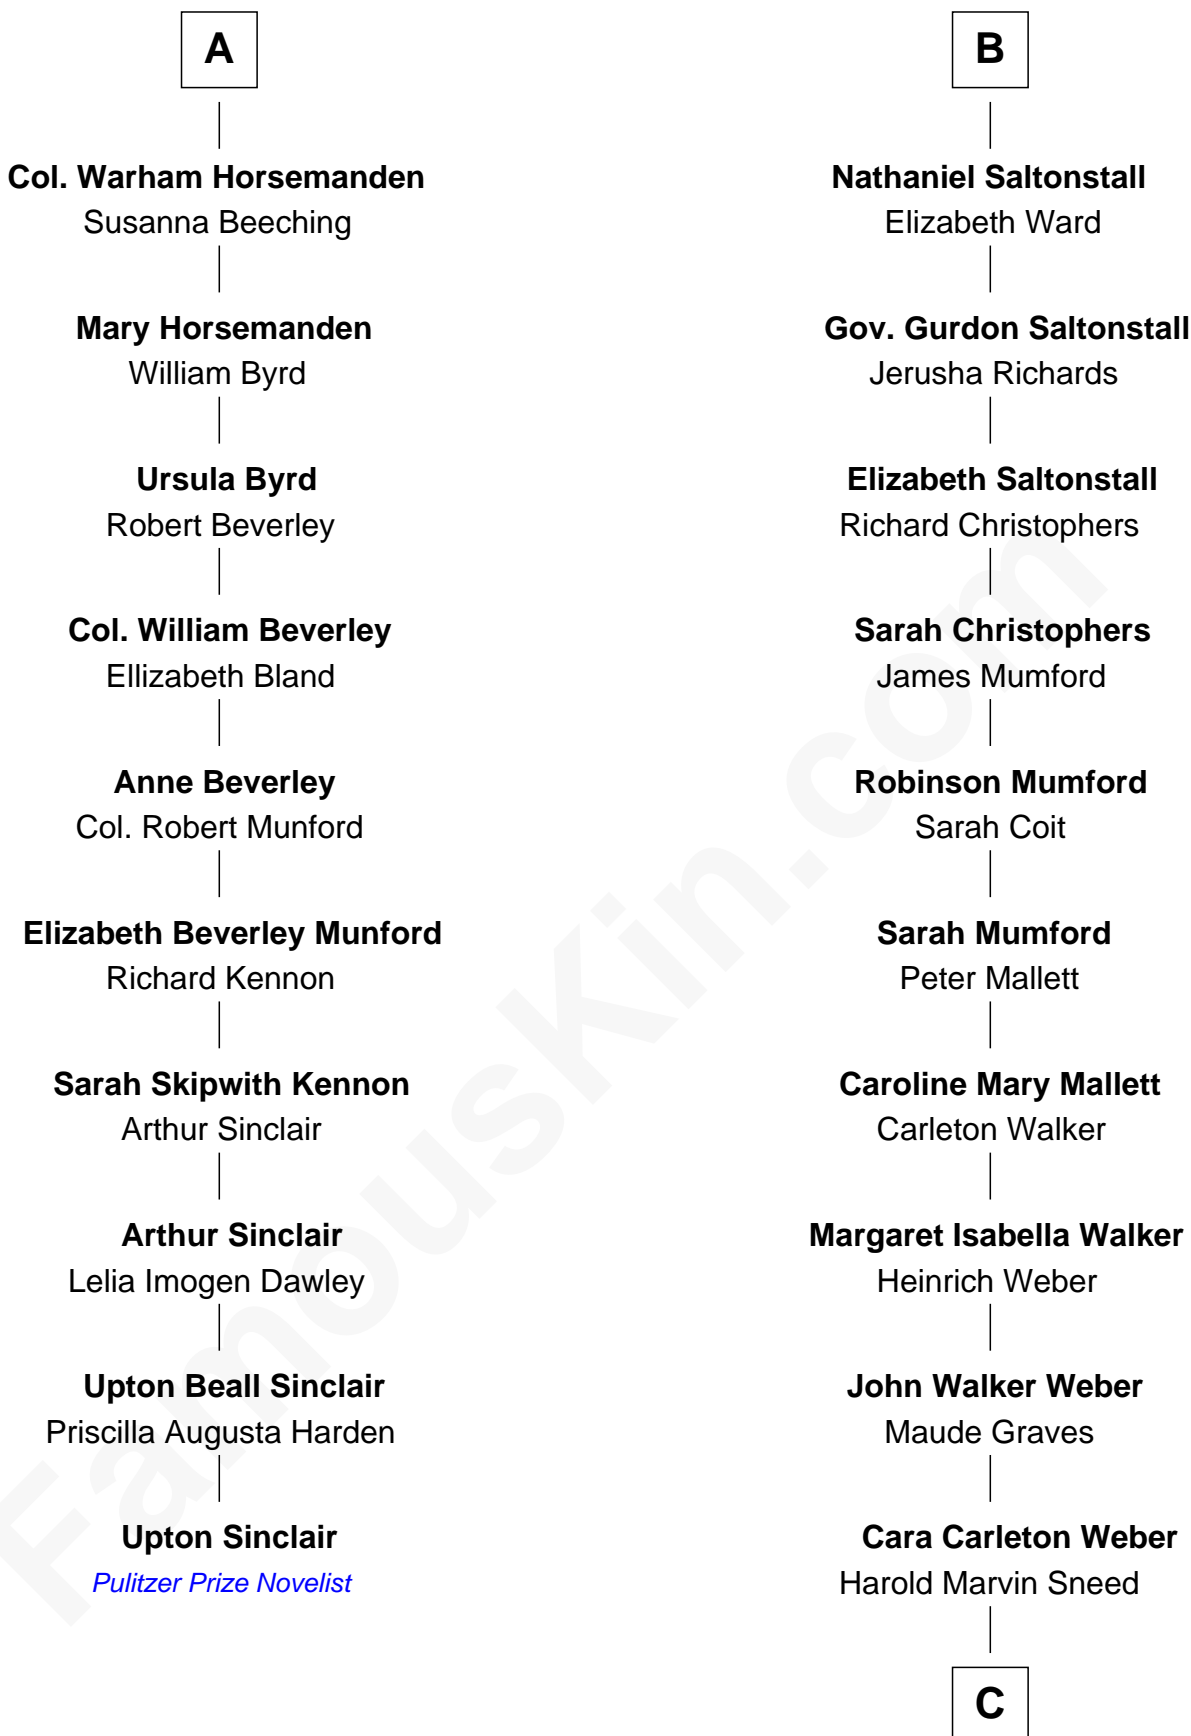 A
Col. Warham Horsemanden
Susanna Beeching
Mary Horsemanden
William Byrd
Ursula Byrd
Robert Beverley
Col. William Beverley
Ellizabeth Bland
Anne Beverley
Col. Robert Munford
Elizabeth Beverley Munford
Richard Kennon
Sarah Skipwith Kennon
Arthur Sinclair
Arthur Sinclair
Lelia Imogen Dawley
Upton Beall Sinclair
Priscilla Augusta Harden
Upton Sinclair
Pulitzer Prize Novelist
B
Nathaniel Saltonstall
Elizabeth Ward
Gov. Gurdon Saltonstall
Jerusha Richards
Elizabeth Saltonstall
Richard Christophers
Sarah Christophers
James Mumford
Robinson Mumford
Sarah Coit
Sarah Mumford
Peter Mallett
Caroline Mary Mallett
Carleton Walker
Margaret Isabella Walker
Heinrich Weber
John Walker Weber
Maude Graves
Cara Carleton Weber
Harold Marvin Sneed
C
FamousKin.com